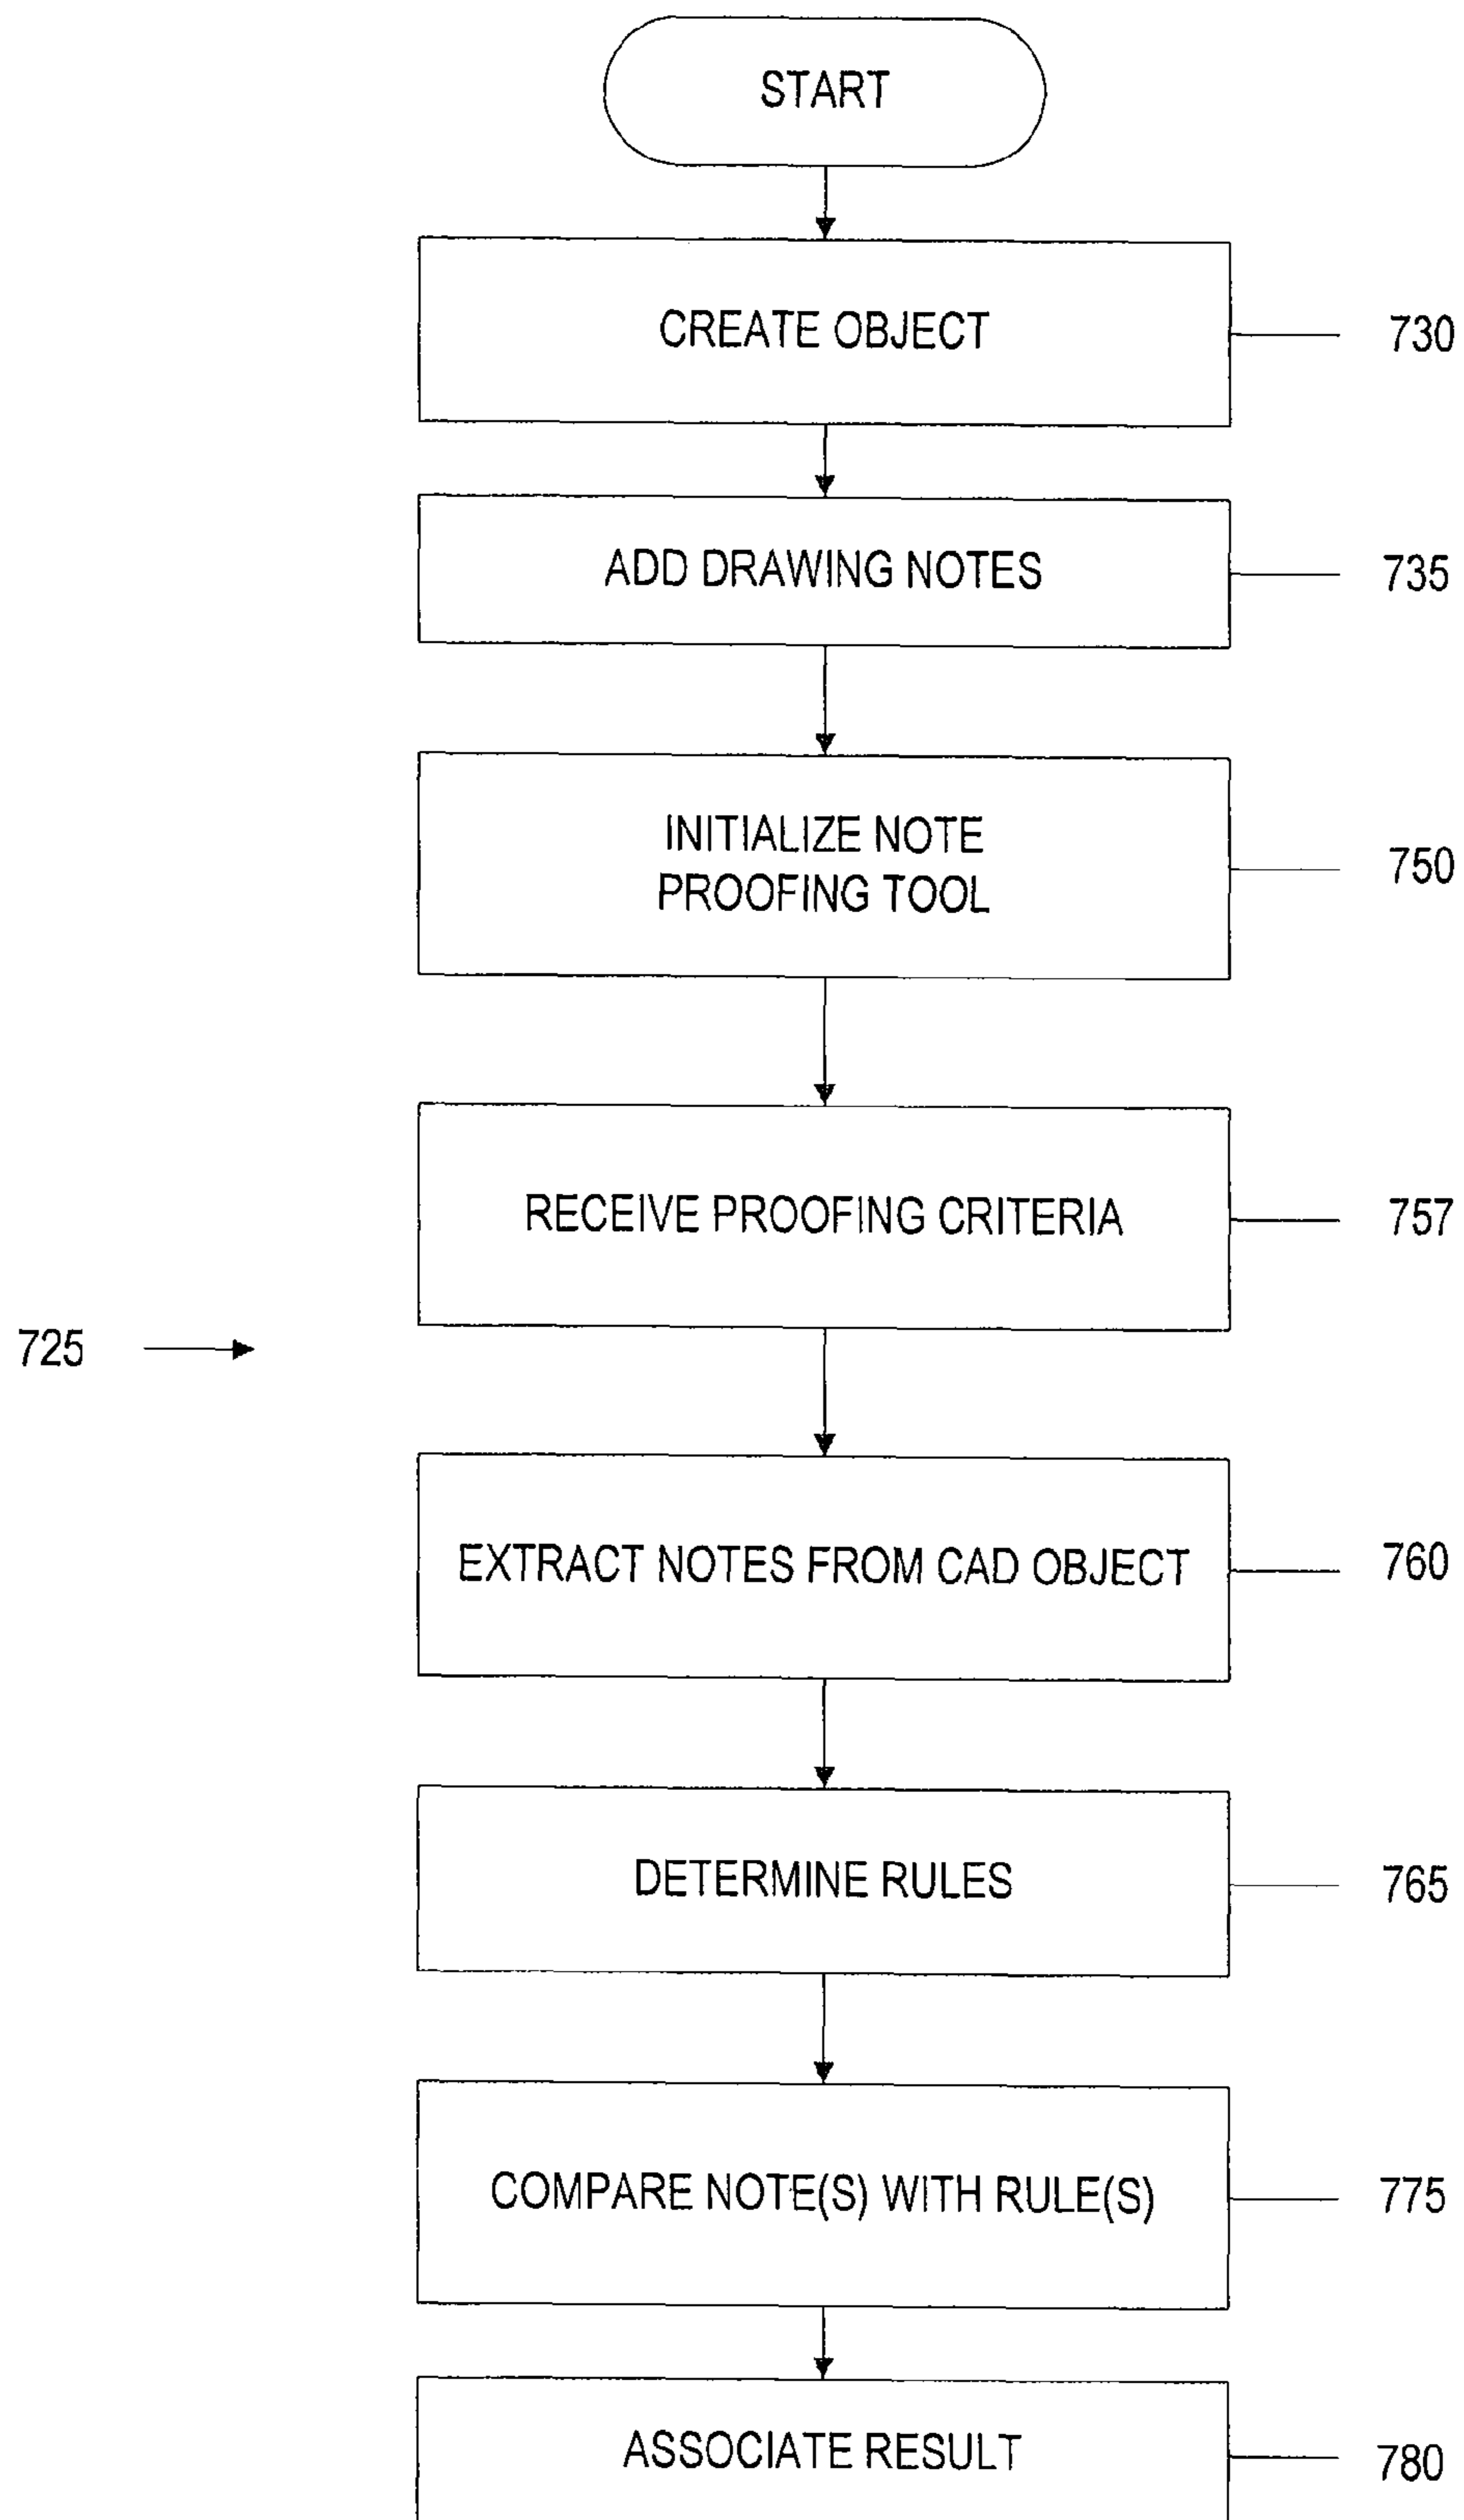 START
CREATE OBJECT
730
ADD DRAWING NOTES
735
INITIALIZE NOTE
PROOFING TOOL
750
RECEIVE PROOFING CRITERIA
757
725
EXTRACT NOTES FROM CAD OBJECT
760
DETERMINE RULES
765
COMPARE NOTE(S) WITH RULE(S)
775
ASSOCIATE RESULT
780